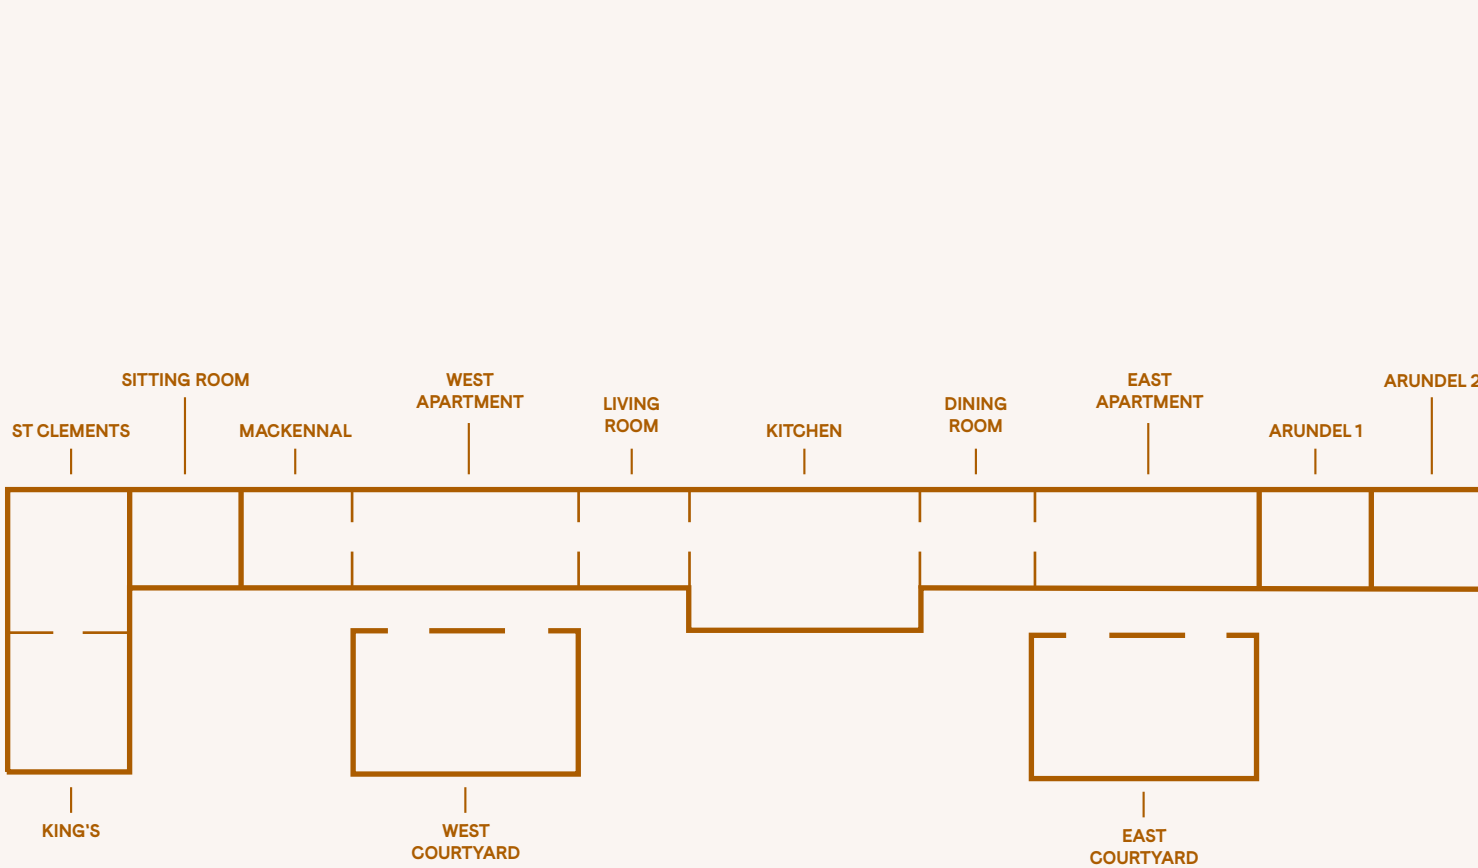 SITTING ROOM
WEST
APARTMENT
EAST
APARTMENT
ARUNDEL 2
ST CLEMENTS
MACKENNAL
LIVING
ROOM
KITCHEN
DINING
ROOM
ARUNDEL 1
KING'S
WEST
COURTYARD
EAST
COURTYARD